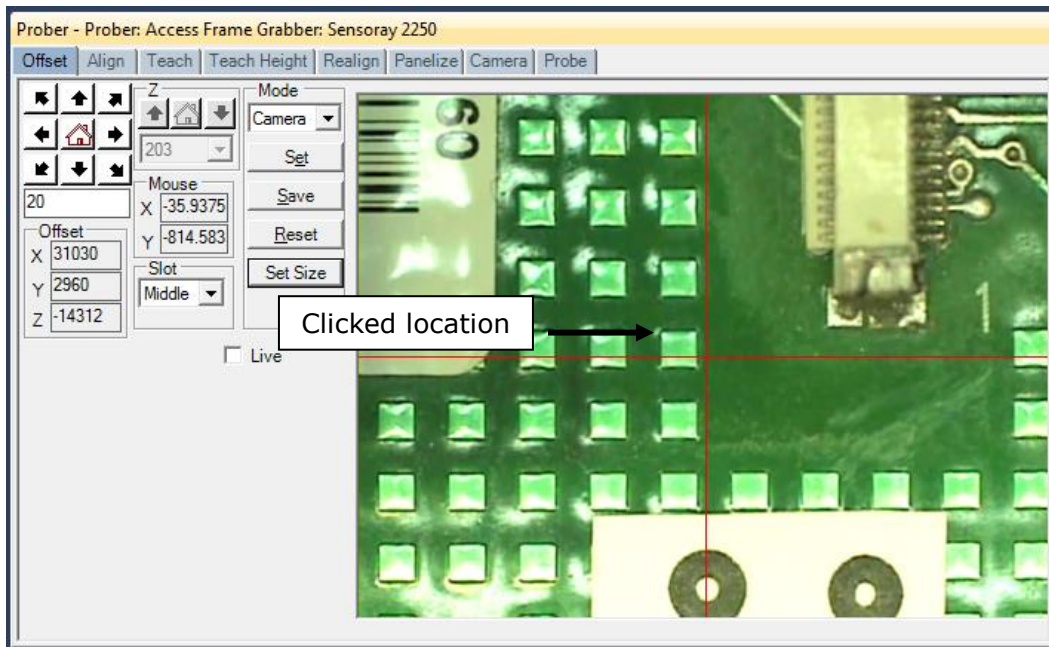 Prober - Prober: Access Frame Grabber: Sensoray 2250
Offset Align Teach Teach Height Realign Panelize Camera Probe
Z
203
20
Offset
X 31030
Y 2960
Z -14312
Mouse
X -35.9375
Y -814.583
Slot
Middle
Mode
Camera
Set
Save
Reset
Set Size
Live
Clicked location
60
1